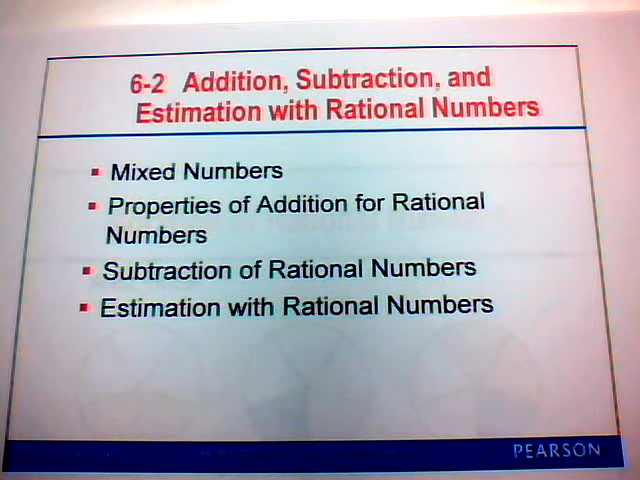 6-2 Addition, Subtraction, and
Estimation with Rational Numbers
Mixed Numbers
Properties of Addition for Rational
Numbers
Subtraction of Rational Numbers
Estimation with Rational Numbers
PEARSON